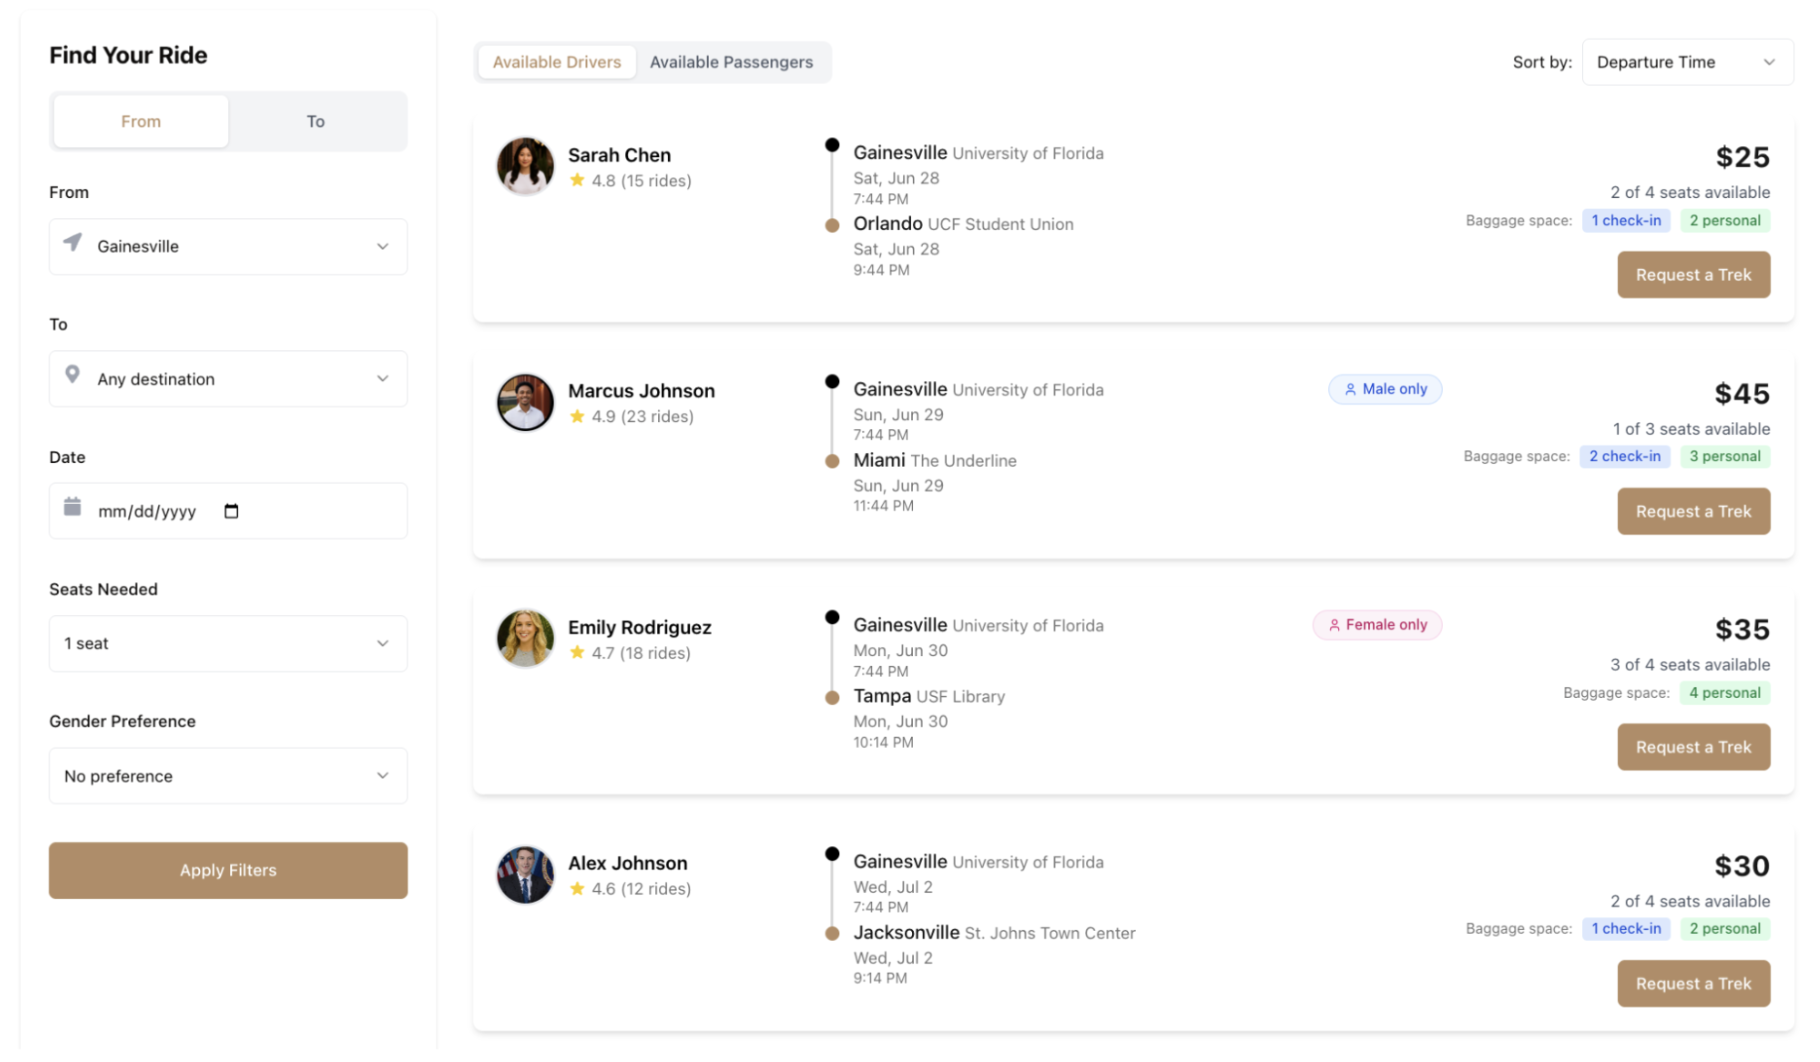 Find Your Ride
From
To
From
Gainesville
To
Any destination
Date
mm/dd/yyyy
Seats Needed
1 seat
Gender Preference
No preference
Apply Filters
Available Drivers
Available Passengers
Sort by:
Departure Time
Sarah Chen
4.8 (15 rides)
Gainesville University of Florida
Sat, Jun 28
7:44 PM
Orlando UCF Student Union
Sat, Jun 28
9:44 PM
$25
2 of 4 seats available
Baggage space: 1 check-in 2 personal
Request a Trek
Marcus Johnson
4.9 (23 rides)
Gainesville University of Florida
Sun, Jun 29
7:44 PM
Miami The Underline
Sun, Jun 29
11:44 PM
Male only
$45
1 of 3 seats available
Baggage space: 2 check-in 3 personal
Request a Trek
Emily Rodriguez
4.7 (18 rides)
Gainesville University of Florida
Mon, Jun 30
7:44 PM
Tampa USF Library
Mon, Jun 30
10:14 PM
Female only
$35
3 of 4 seats available
Baggage space: 4 personal
Request a Trek
Alex Johnson
4.6 (12 rides)
Gainesville University of Florida
Wed, Jul 2
7:44 PM
Jacksonville St. Johns Town Center
Wed, Jul 2
9:14 PM
$30
2 of 4 seats available
Baggage space: 1 check-in 2 personal
Request a Trek